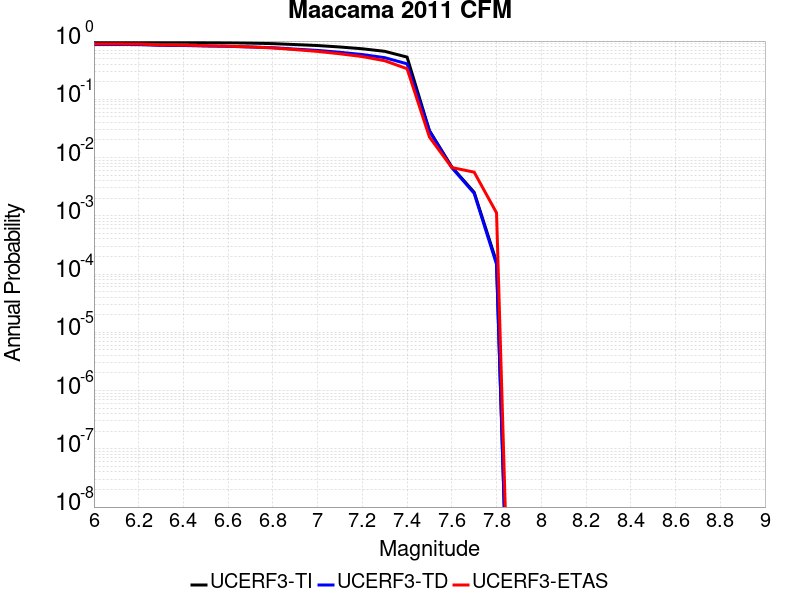 Maacama 2011 CFM
Annual Probability
10^0
10^-1
10^-2
10^-3
10^-4
10^-5
10^-6
10^-7
10^-8
6 6.2 6.4 6.6 6.8 7 7.2 7.4 7.6 7.8 8 8.2 8.4 8.6 8.8 9
Magnitude
UCERF3-TI UCERF3-TD UCERF3-ETAS